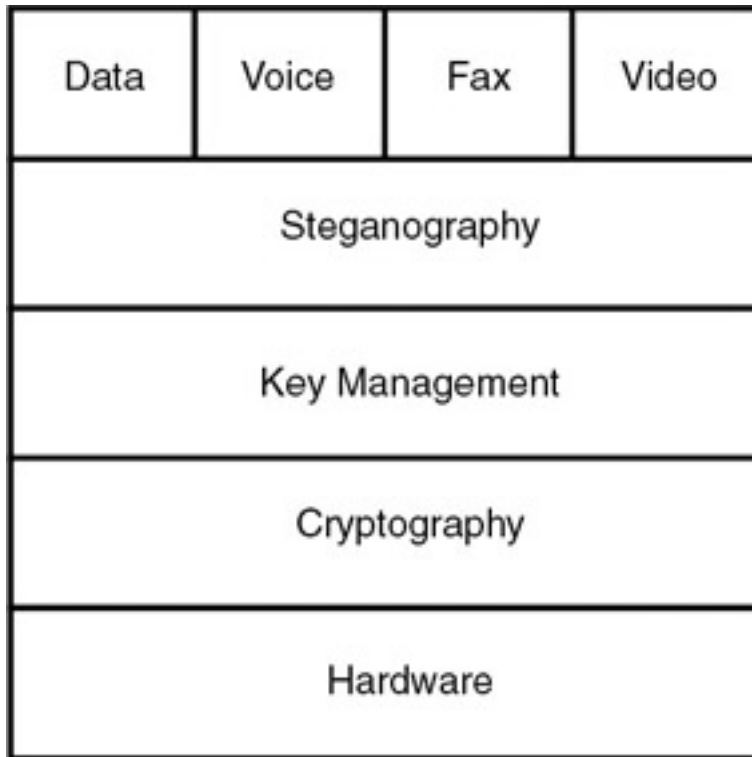 Data Voice Fax Video
Steganography
Key Management
Cryptography
Hardware